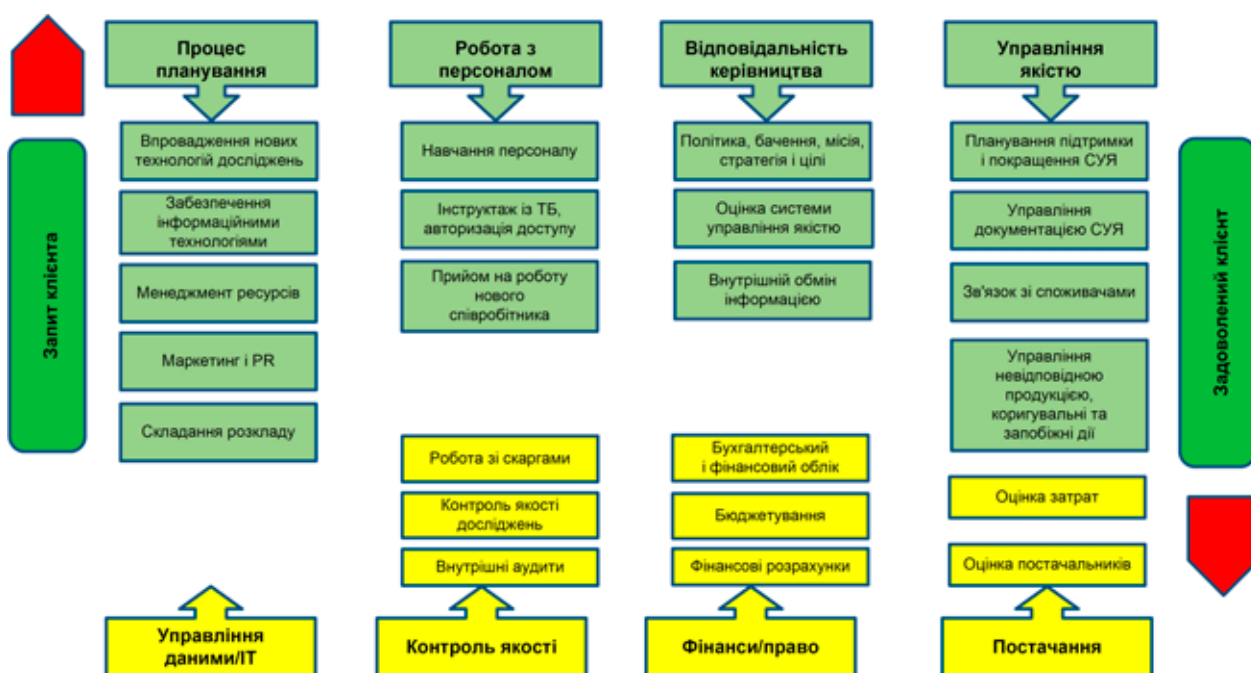 Процес
планування
Робота з
персоналом
Відповідальність
керівництва
Управління
якістю
Запит клієнта
Впровадження нових
технологій досліджень
Забезпечення
інформаційними
технологіями
Менеджмент ресурсів
Маркетинг і PR
Складання розкладу
Навчання персоналу
Інструктаж із ТБ,
авторизація доступу
Прийом на роботу
нового
співробітника
Політика, бачення, місія,
стратегія і цілі
Оцінка системи
управління якістю
Внутрішній обмін
інформацією
Планування підтримки
і покращення СУЯ
Управління
документацією СУЯ
Зв'язок зі споживачами
Управління
невідповідною
продукцією,
коригувальні та
запобіжні дії
Задоволений клієнт
Робота зі скаргами
Контроль якості
досліджень
Внутрішні аудити
Бухгалтерський
і фінансовий облік
Бюджетування
Фінансові розрахунки
Оцінка затрат
Оцінка постачальників
Управління
даними/ІТ
Контроль якості
Фінанси/право
Постачання